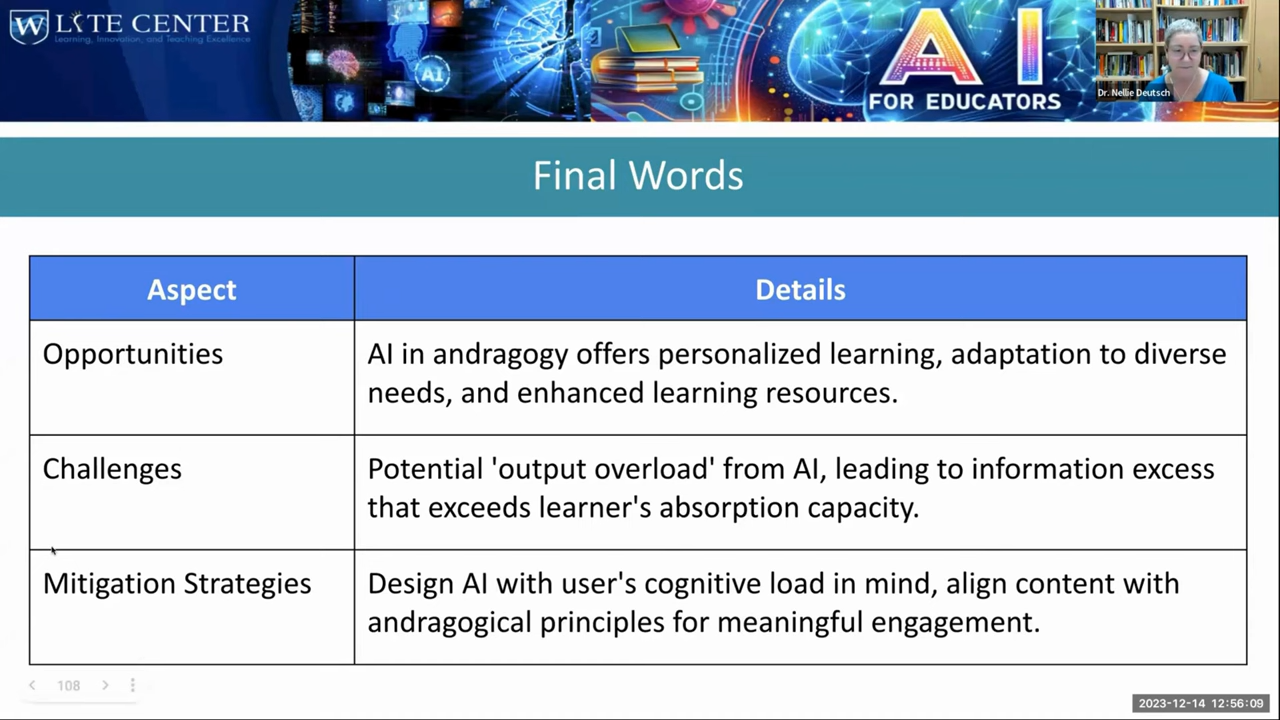 W LITE CENTER
Learning, Innovation, and Teaching Excellence
AI
AI
FOR EDUCATORS
Dr. Nellie Deutsch
Final Words
Aspect
Details
Opportunities
AI in andragogy offers personalized learning, adaptation to diverse
needs, and enhanced learning resources.
Challenges
Potential 'output overload' from AI, leading to information excess
that exceeds learner's absorption capacity.
Mitigation Strategies
Design AI with user's cognitive load in mind, align content with
andragogical principles for meaningful engagement.
108
2023-12-14 12:56:09